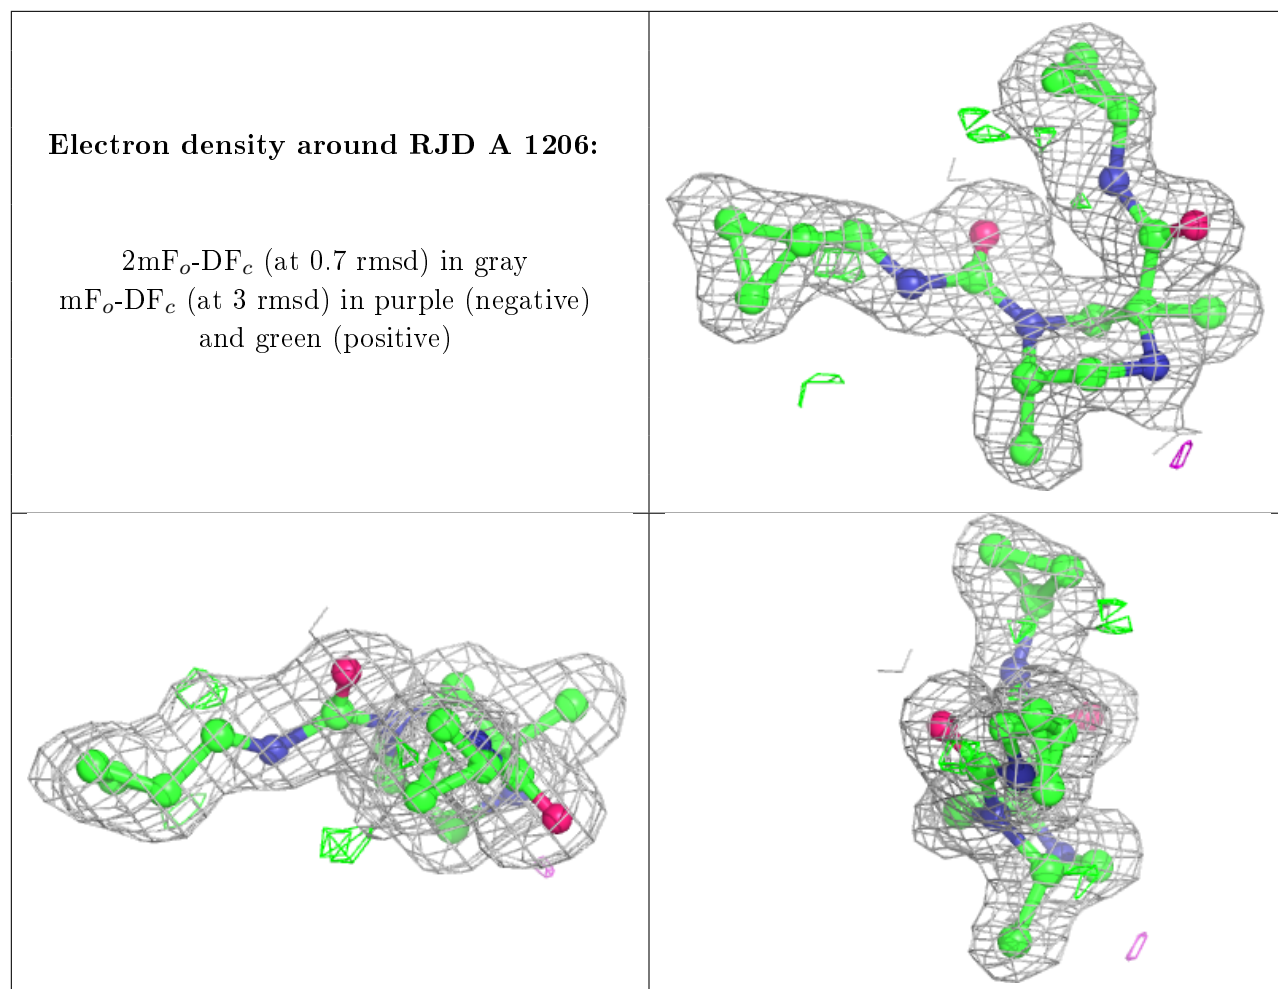 Electron density around RJD A 1206:
2mFo-DFc (at 0.7 rmsd) in gray
mFo-DFc (at 3 rmsd) in purple (negative)
and green (positive)